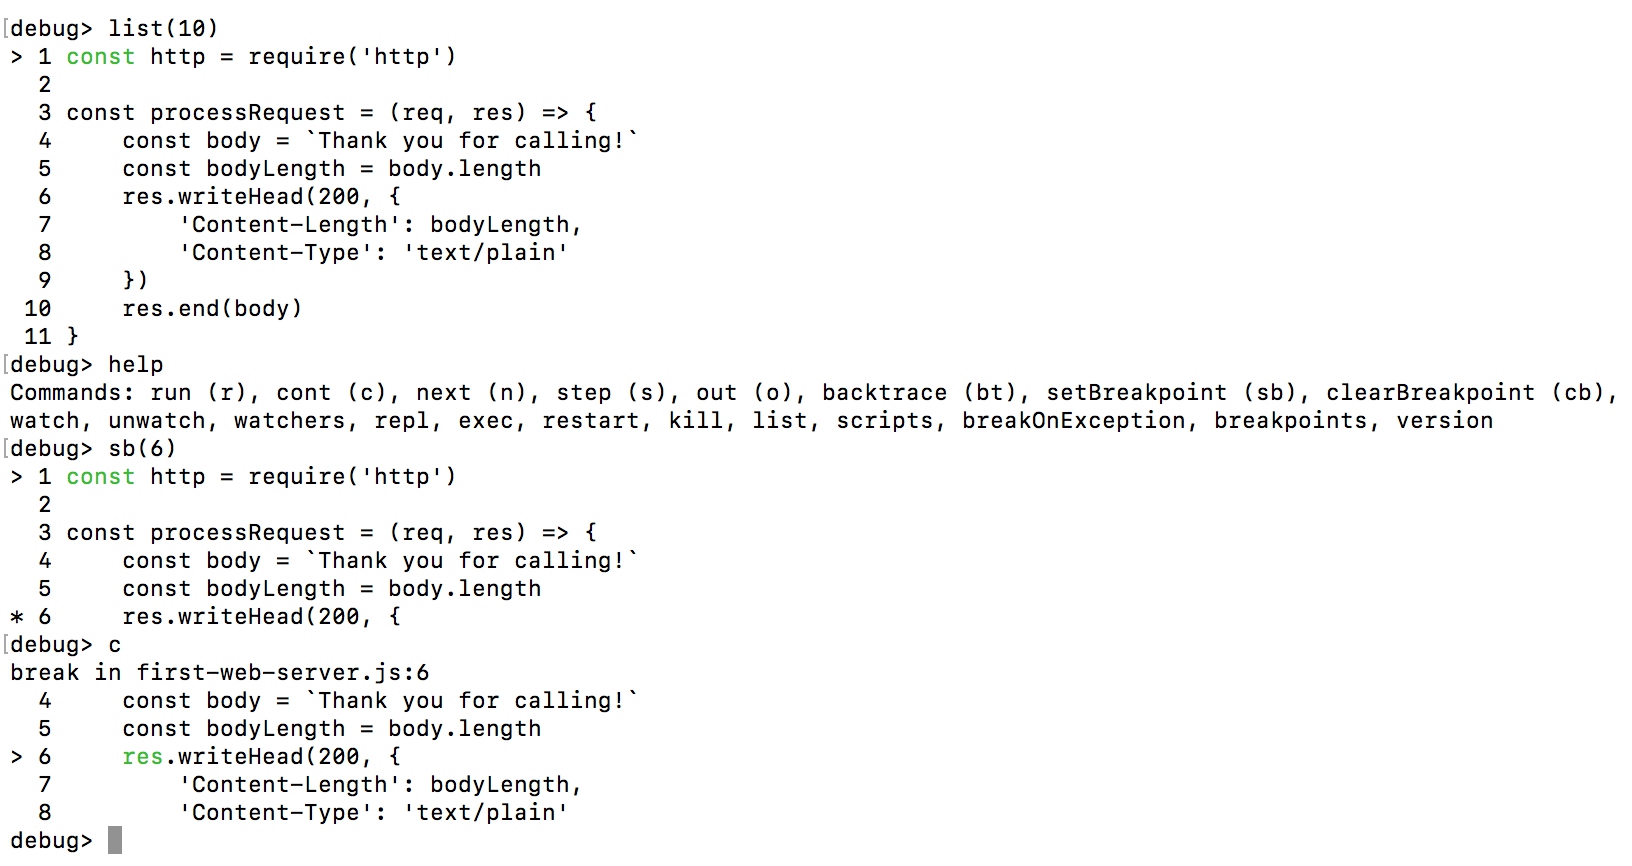 [debug> list(10)
> 1 const http = require('http')
  2
  3 const processRequest = (req, res) => {
  4     const body = `Thank you for calling!`
  5     const bodyLength = body.length
  6     res.writeHead(200, {
  7         'Content-Length': bodyLength,
  8         'Content-Type': 'text/plain'
  9     })
 10     res.end(body)
 11 }
[debug> help
Commands: run (r), cont (c), next (n), step (s), out (o), backtrace (bt), setBreakpoint (sb), clearBreakpoint (cb),
watch, unwatch, watchers, repl, exec, restart, kill, list, scripts, breakOnException, breakpoints, version
[debug> sb(6)
> 1 const http = require('http')
  2
  3 const processRequest = (req, res) => {
  4     const body = `Thank you for calling!`
  5     const bodyLength = body.length
* 6     res.writeHead(200, {
[debug> c
break in first-web-server.js:6
  4     const body = `Thank you for calling!`
  5     const bodyLength = body.length
> 6     res.writeHead(200, {
  7         'Content-Length': bodyLength,
  8         'Content-Type': 'text/plain'
debug>